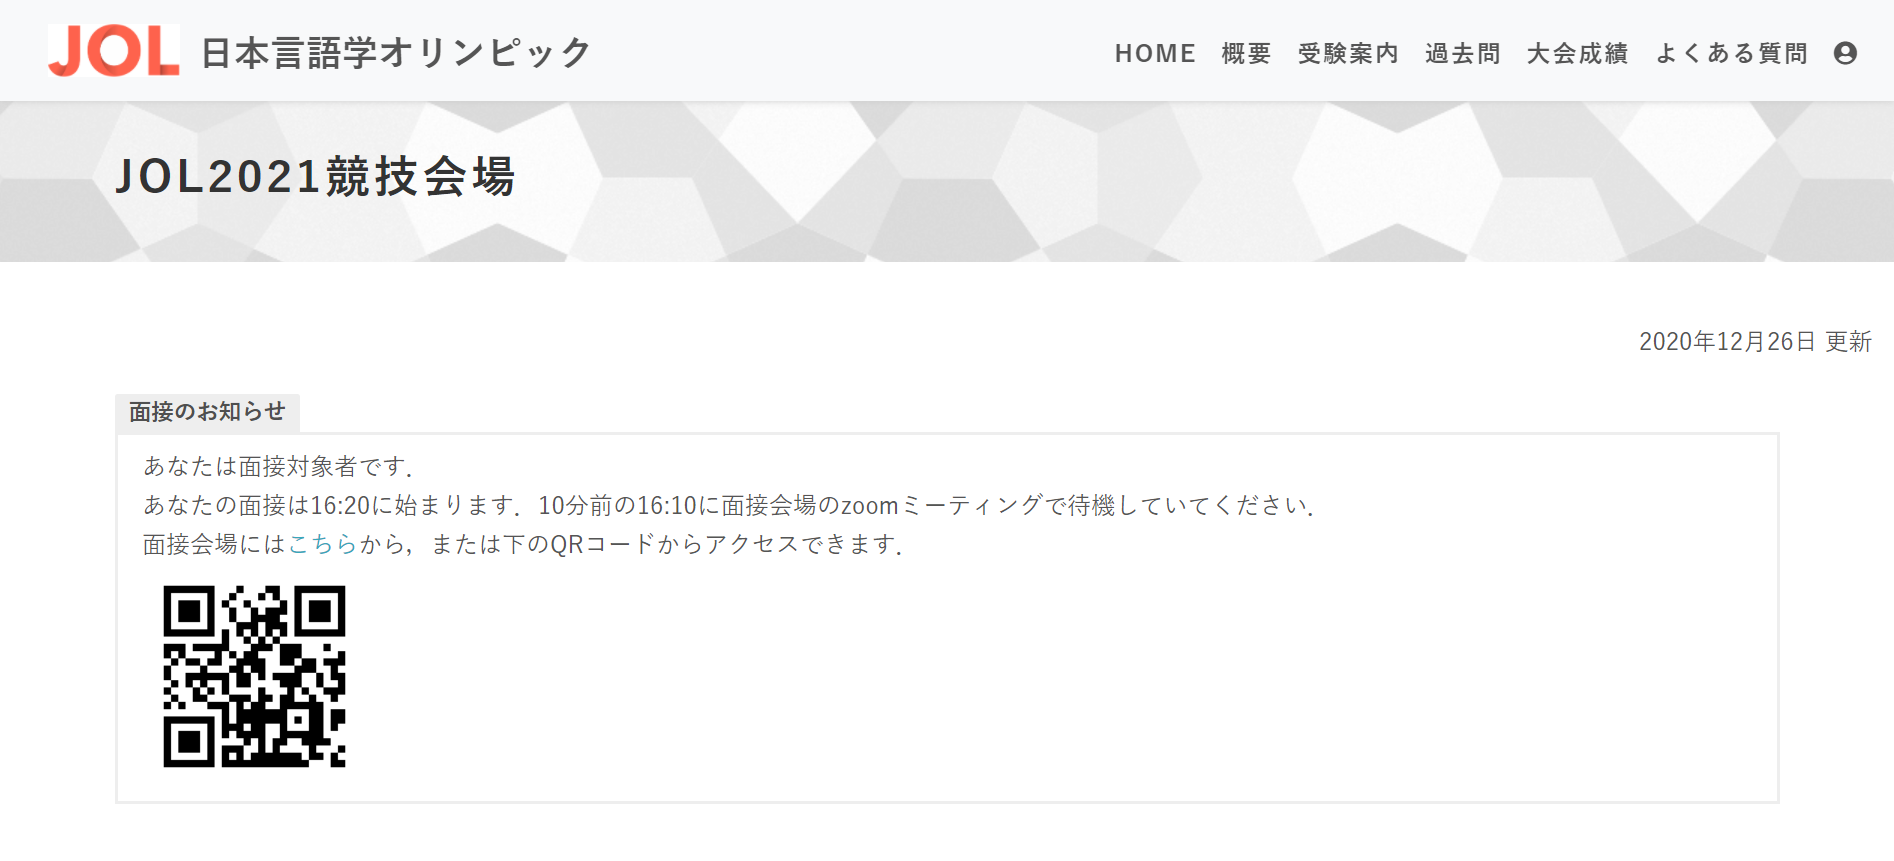 JOL 日本言語学オリンピック
HOME 概要 受験案内 過去問 大会成績 よくある質問
JOL2021競技会場
2020年12月26日 更新
面接のお知らせ
あなたは面接対象者です．
あなたの面接は16:20に始まります．10分前の16:10に面接会場のzoomミーティングで待機していてください．
面接会場にはこちらから，または下のQRコードからアクセスできます．